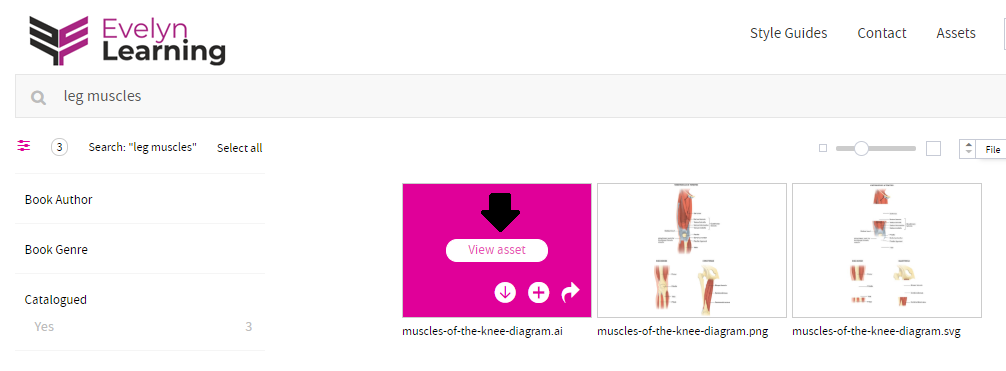 Evelyn
Learning
Style Guides
Contact
Assets
leg muscles
3
Search: "leg muscles"
Select all
File
Book Author
Book Genre
Catalogued
Yes
3
View asset
muscles-of-the-knee-diagram.ai
muscles-of-the-knee-diagram.png
muscles-of-the-knee-diagram.svg